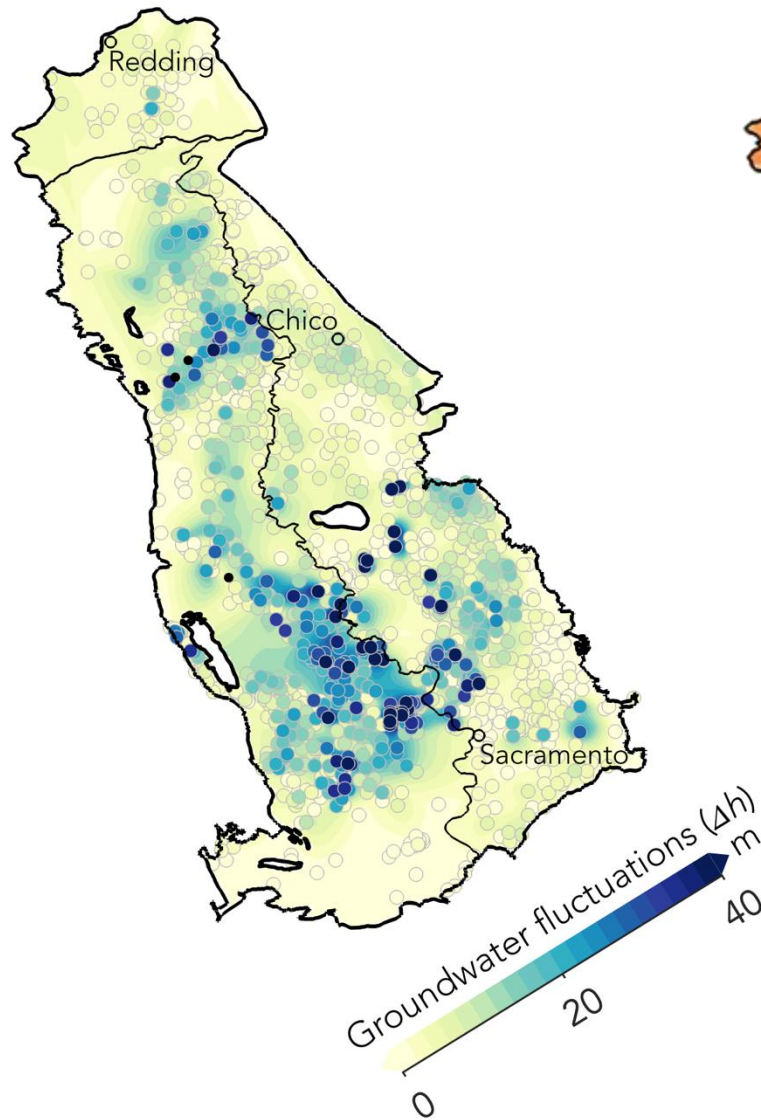 Redding
Chico
Sacramento
Groundwater fluctuations (Δh)
m
0
20
40